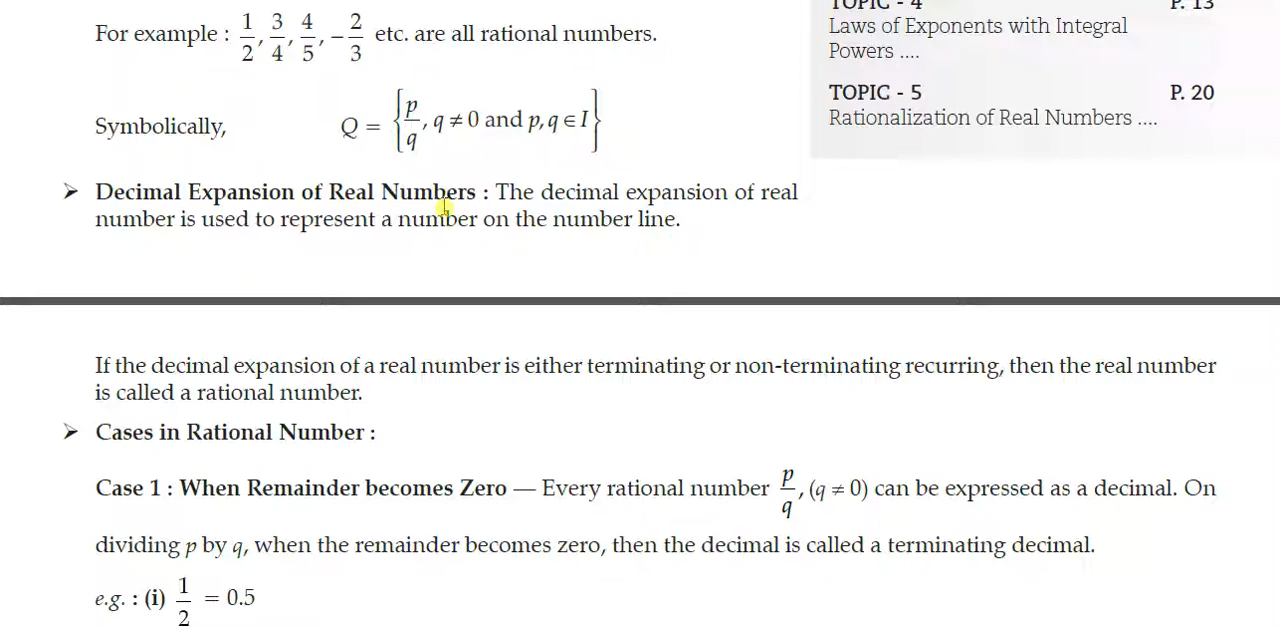 For example : 1/2, 3/4, 4/5, −2/3 etc. are all rational numbers.
Symbolically, Q = {p/q, q ≠ 0 and p, q ∈ I}
➤ Decimal Expansion of Real Numbers : The decimal expansion of real
number is used to represent a number on the number line.
TOPIC - 4 P. 13
Laws of Exponents with Integral
Powers ....
TOPIC - 5 P. 20
Rationalization of Real Numbers ....
If the decimal expansion of a real number is either terminating or non-terminating recurring, then the real number
is called a rational number.
➤ Cases in Rational Number :
Case 1 : When Remainder becomes Zero — Every rational number p/q, (q ≠ 0) can be expressed as a decimal. On
dividing p by q, when the remainder becomes zero, then the decimal is called a terminating decimal.
e.g. : (i) 1/2 = 0.5